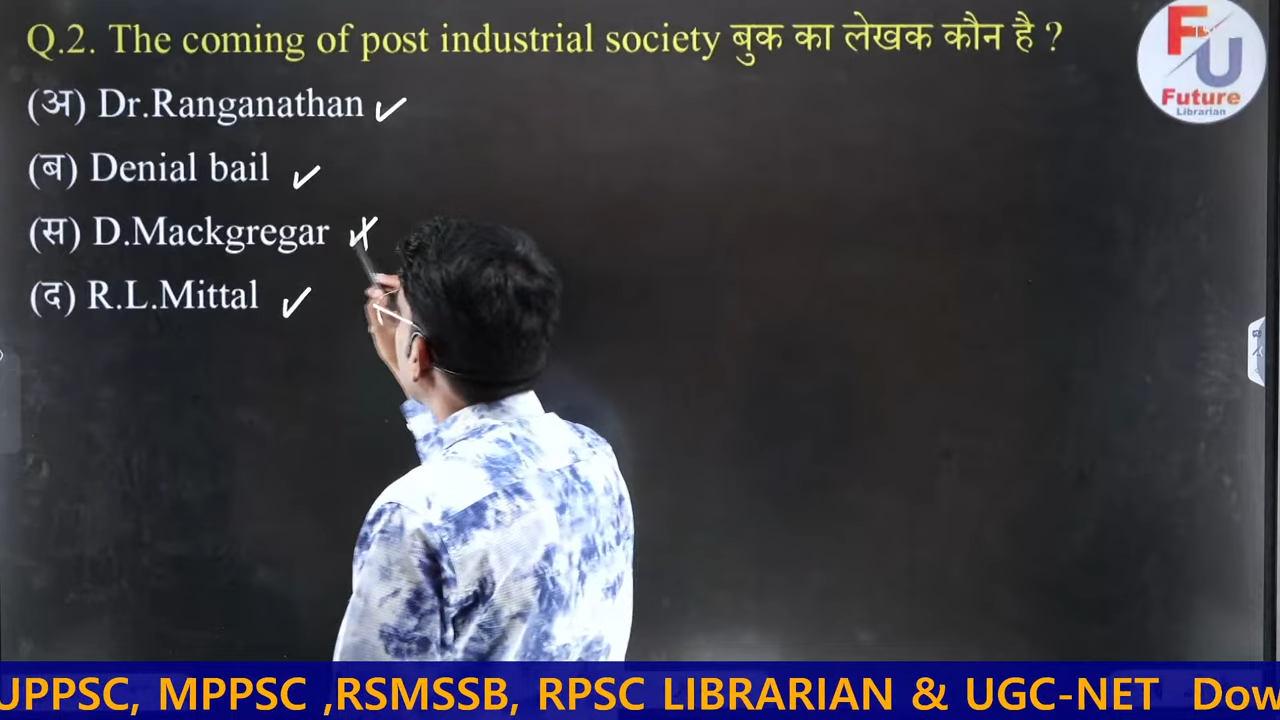 Q.2. The coming of post industrial society बुक का लेखक कौन है ?
(अ) Dr.Ranganathan
(ब) Denial bail
(स) D.Mackgregar
(द) R.L.Mittal
FU
Future
Librarian
UPPSC, MPPSC ,RSMSSB, RPSC LIBRARIAN & UGC-NET Dow